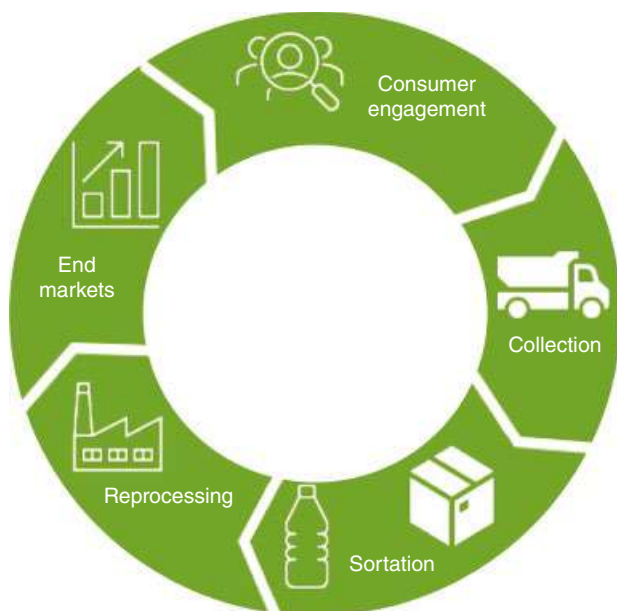 Consumer
engagement
Collection
Sortation
Reprocessing
End
markets